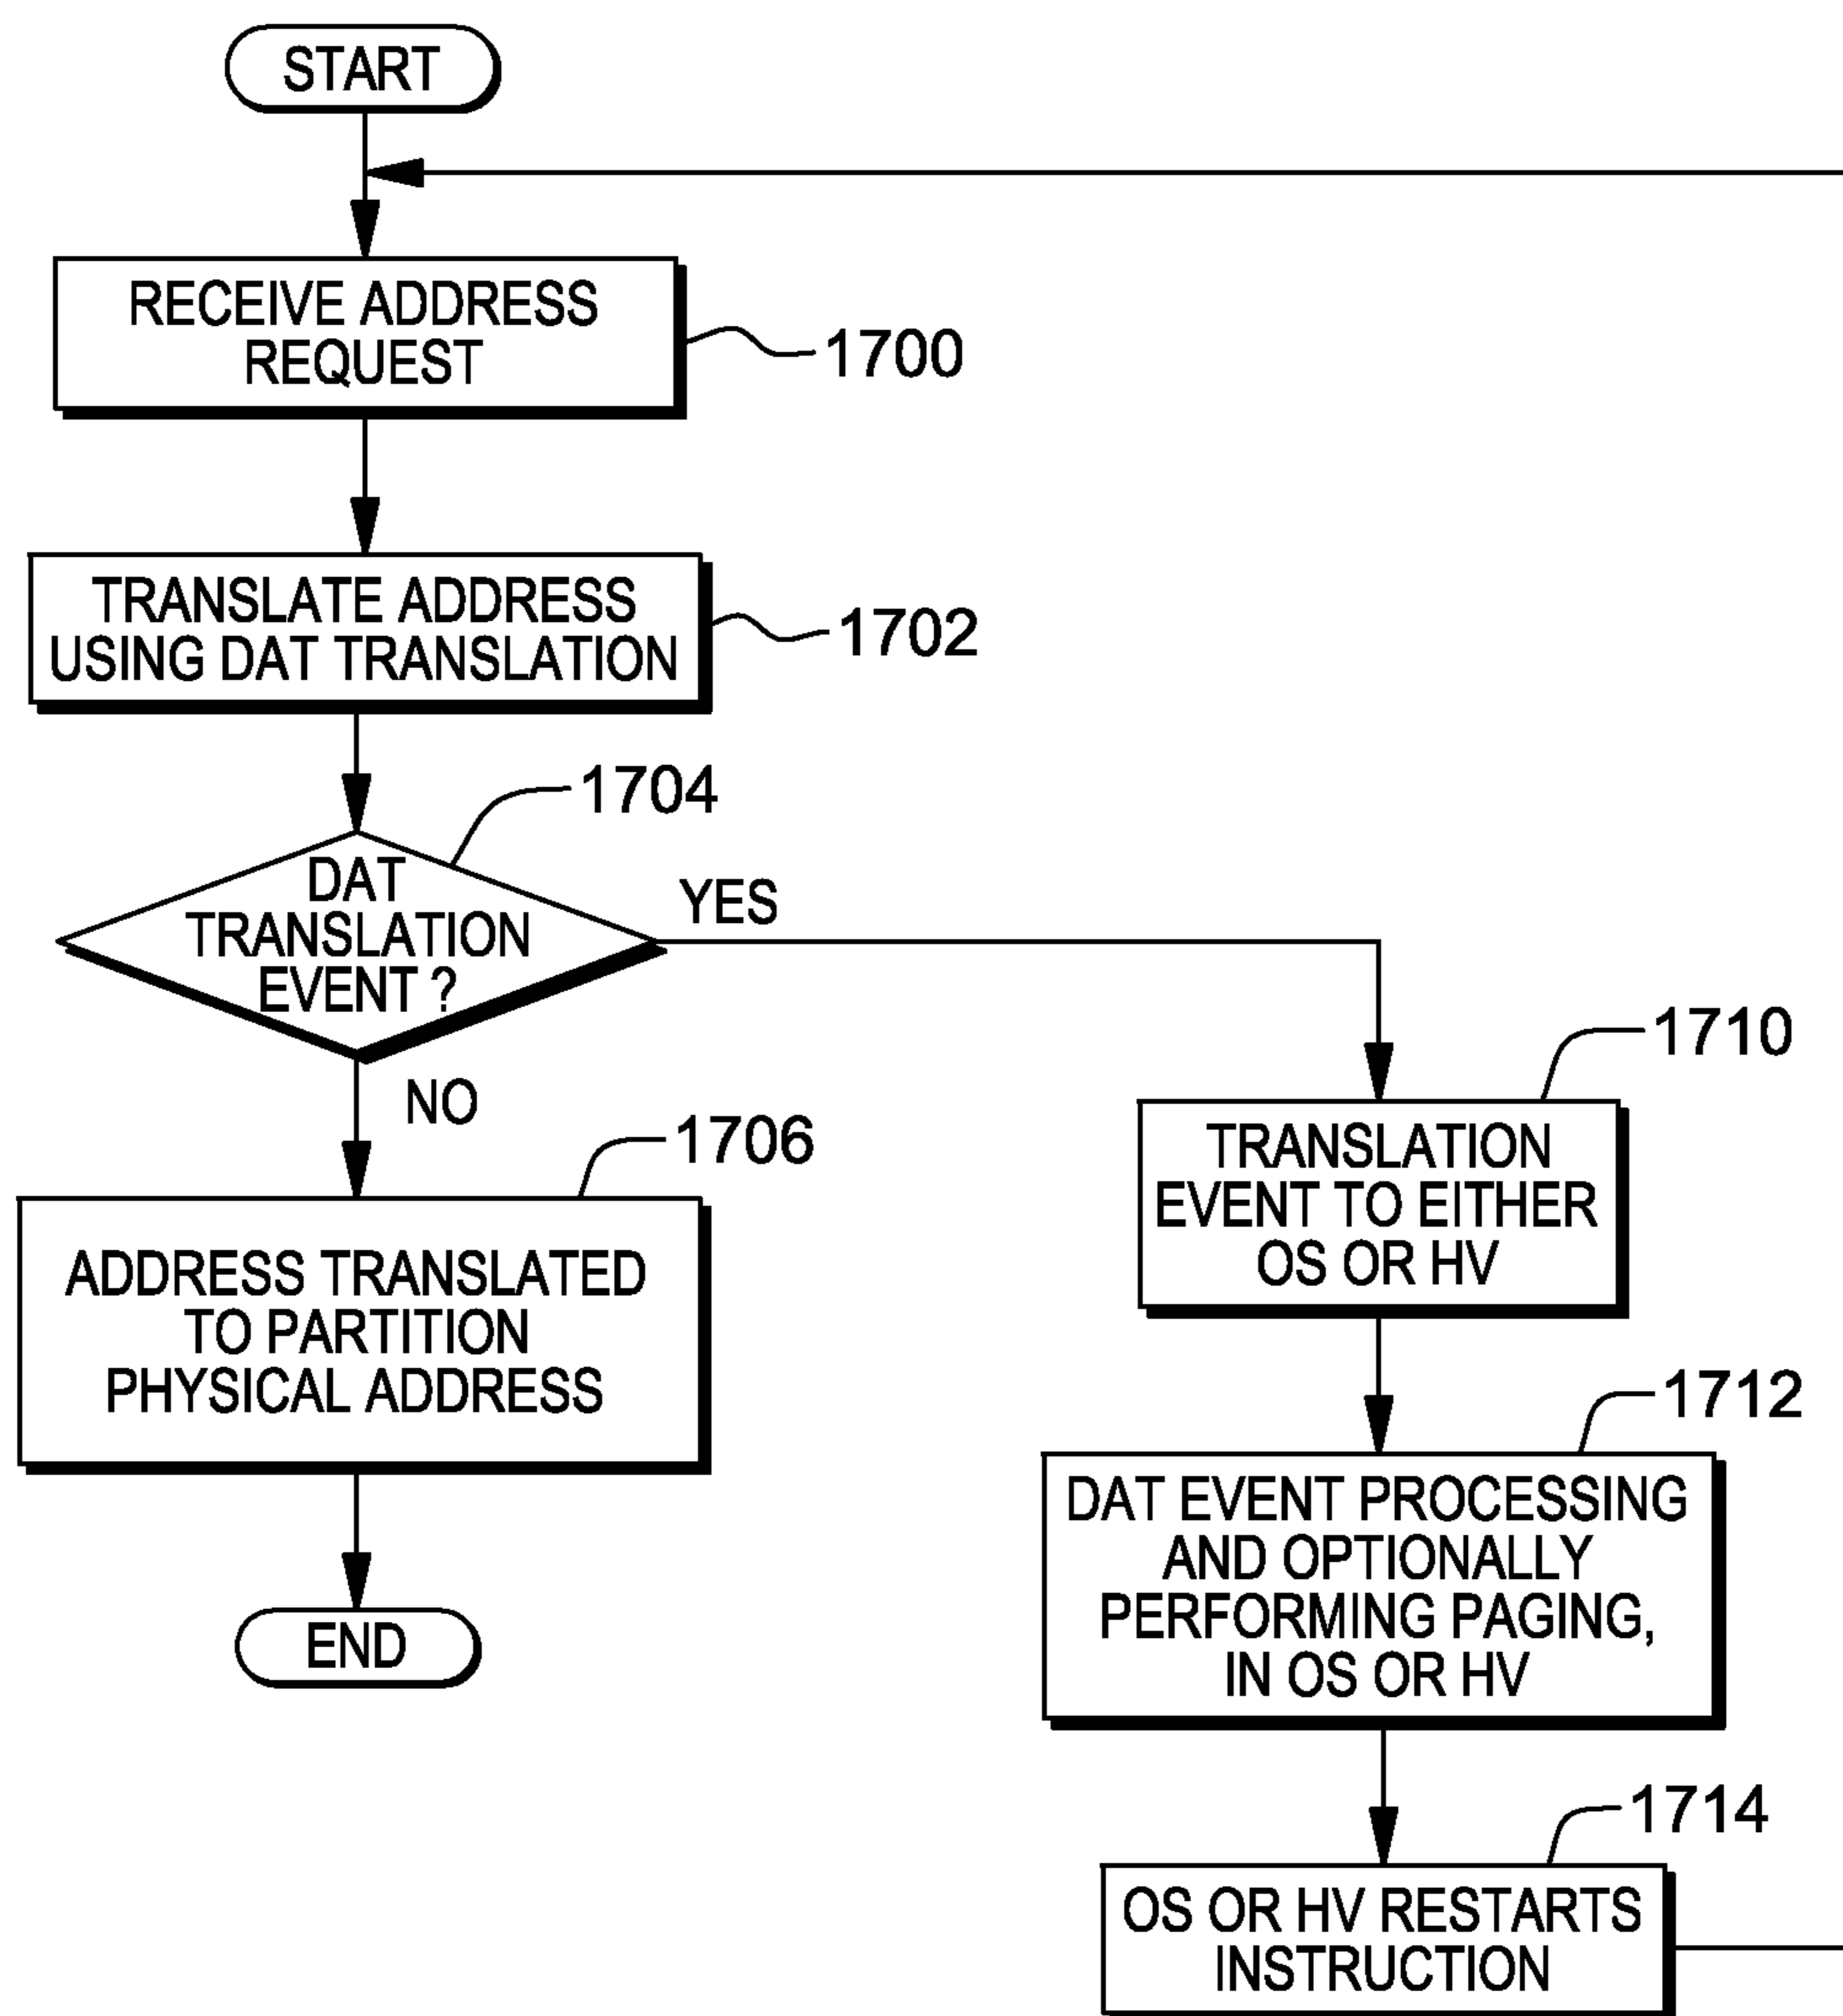 START
RECEIVE ADDRESS
REQUEST
1700
TRANSLATE ADDRESS
USING DAT TRANSLATION
1702
1704
DAT
TRANSLATION
EVENT ?
YES
NO
1706
ADDRESS TRANSLATED
TO PARTITION
PHYSICAL ADDRESS
END
1710
TRANSLATION
EVENT TO EITHER
OS OR HV
1712
DAT EVENT PROCESSING
AND OPTIONALLY
PERFORMING PAGING,
IN OS OR HV
1714
OS OR HV RESTARTS
INSTRUCTION